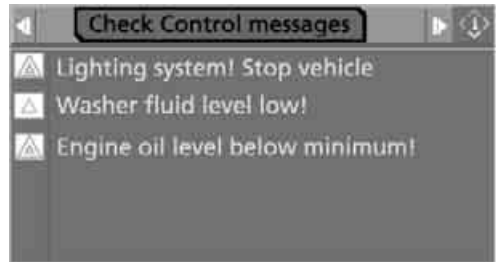 Check Control messages
Lighting system! Stop vehicle
Washer fluid level low!
Engine oil level below minimum!